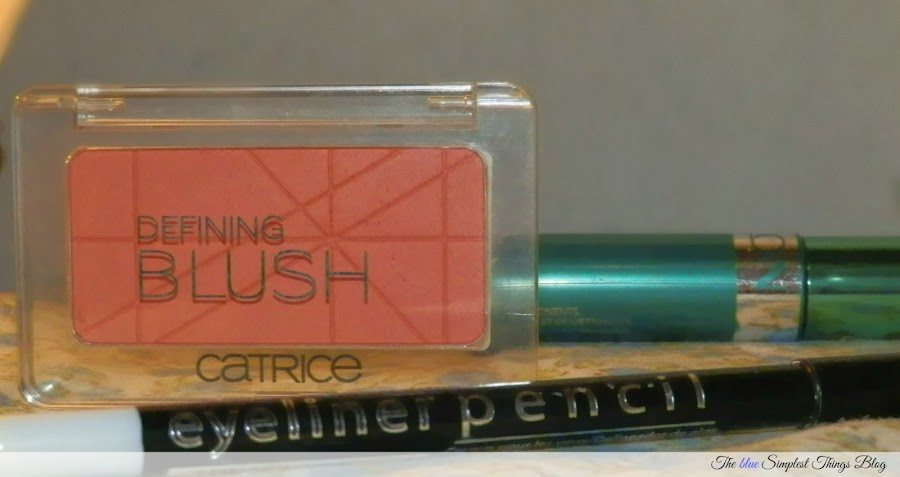 DEFINING
BLUSH
CATRICE
eyeliner pencil
The blue Simplest Things Blog